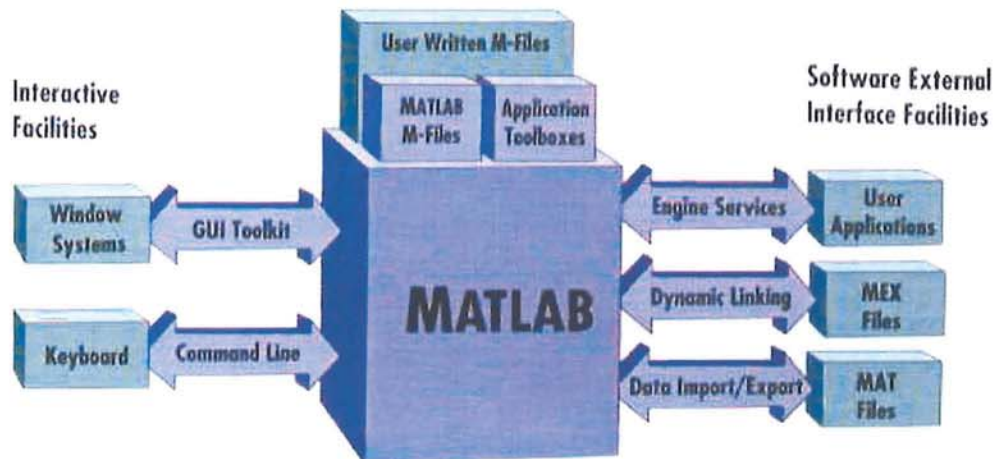 User Written M-Files
MATLAB
M-Files
Application
Toolboxes
Interactive
Facilities
Software External
Interface Facilities
Window
Systems
GUI Toolkit
Engine Services
User
Applications
MATLAB
Dynamic Linking
MEX
Files
Keyboard
Command Line
Data Import/Export
MAT
Files